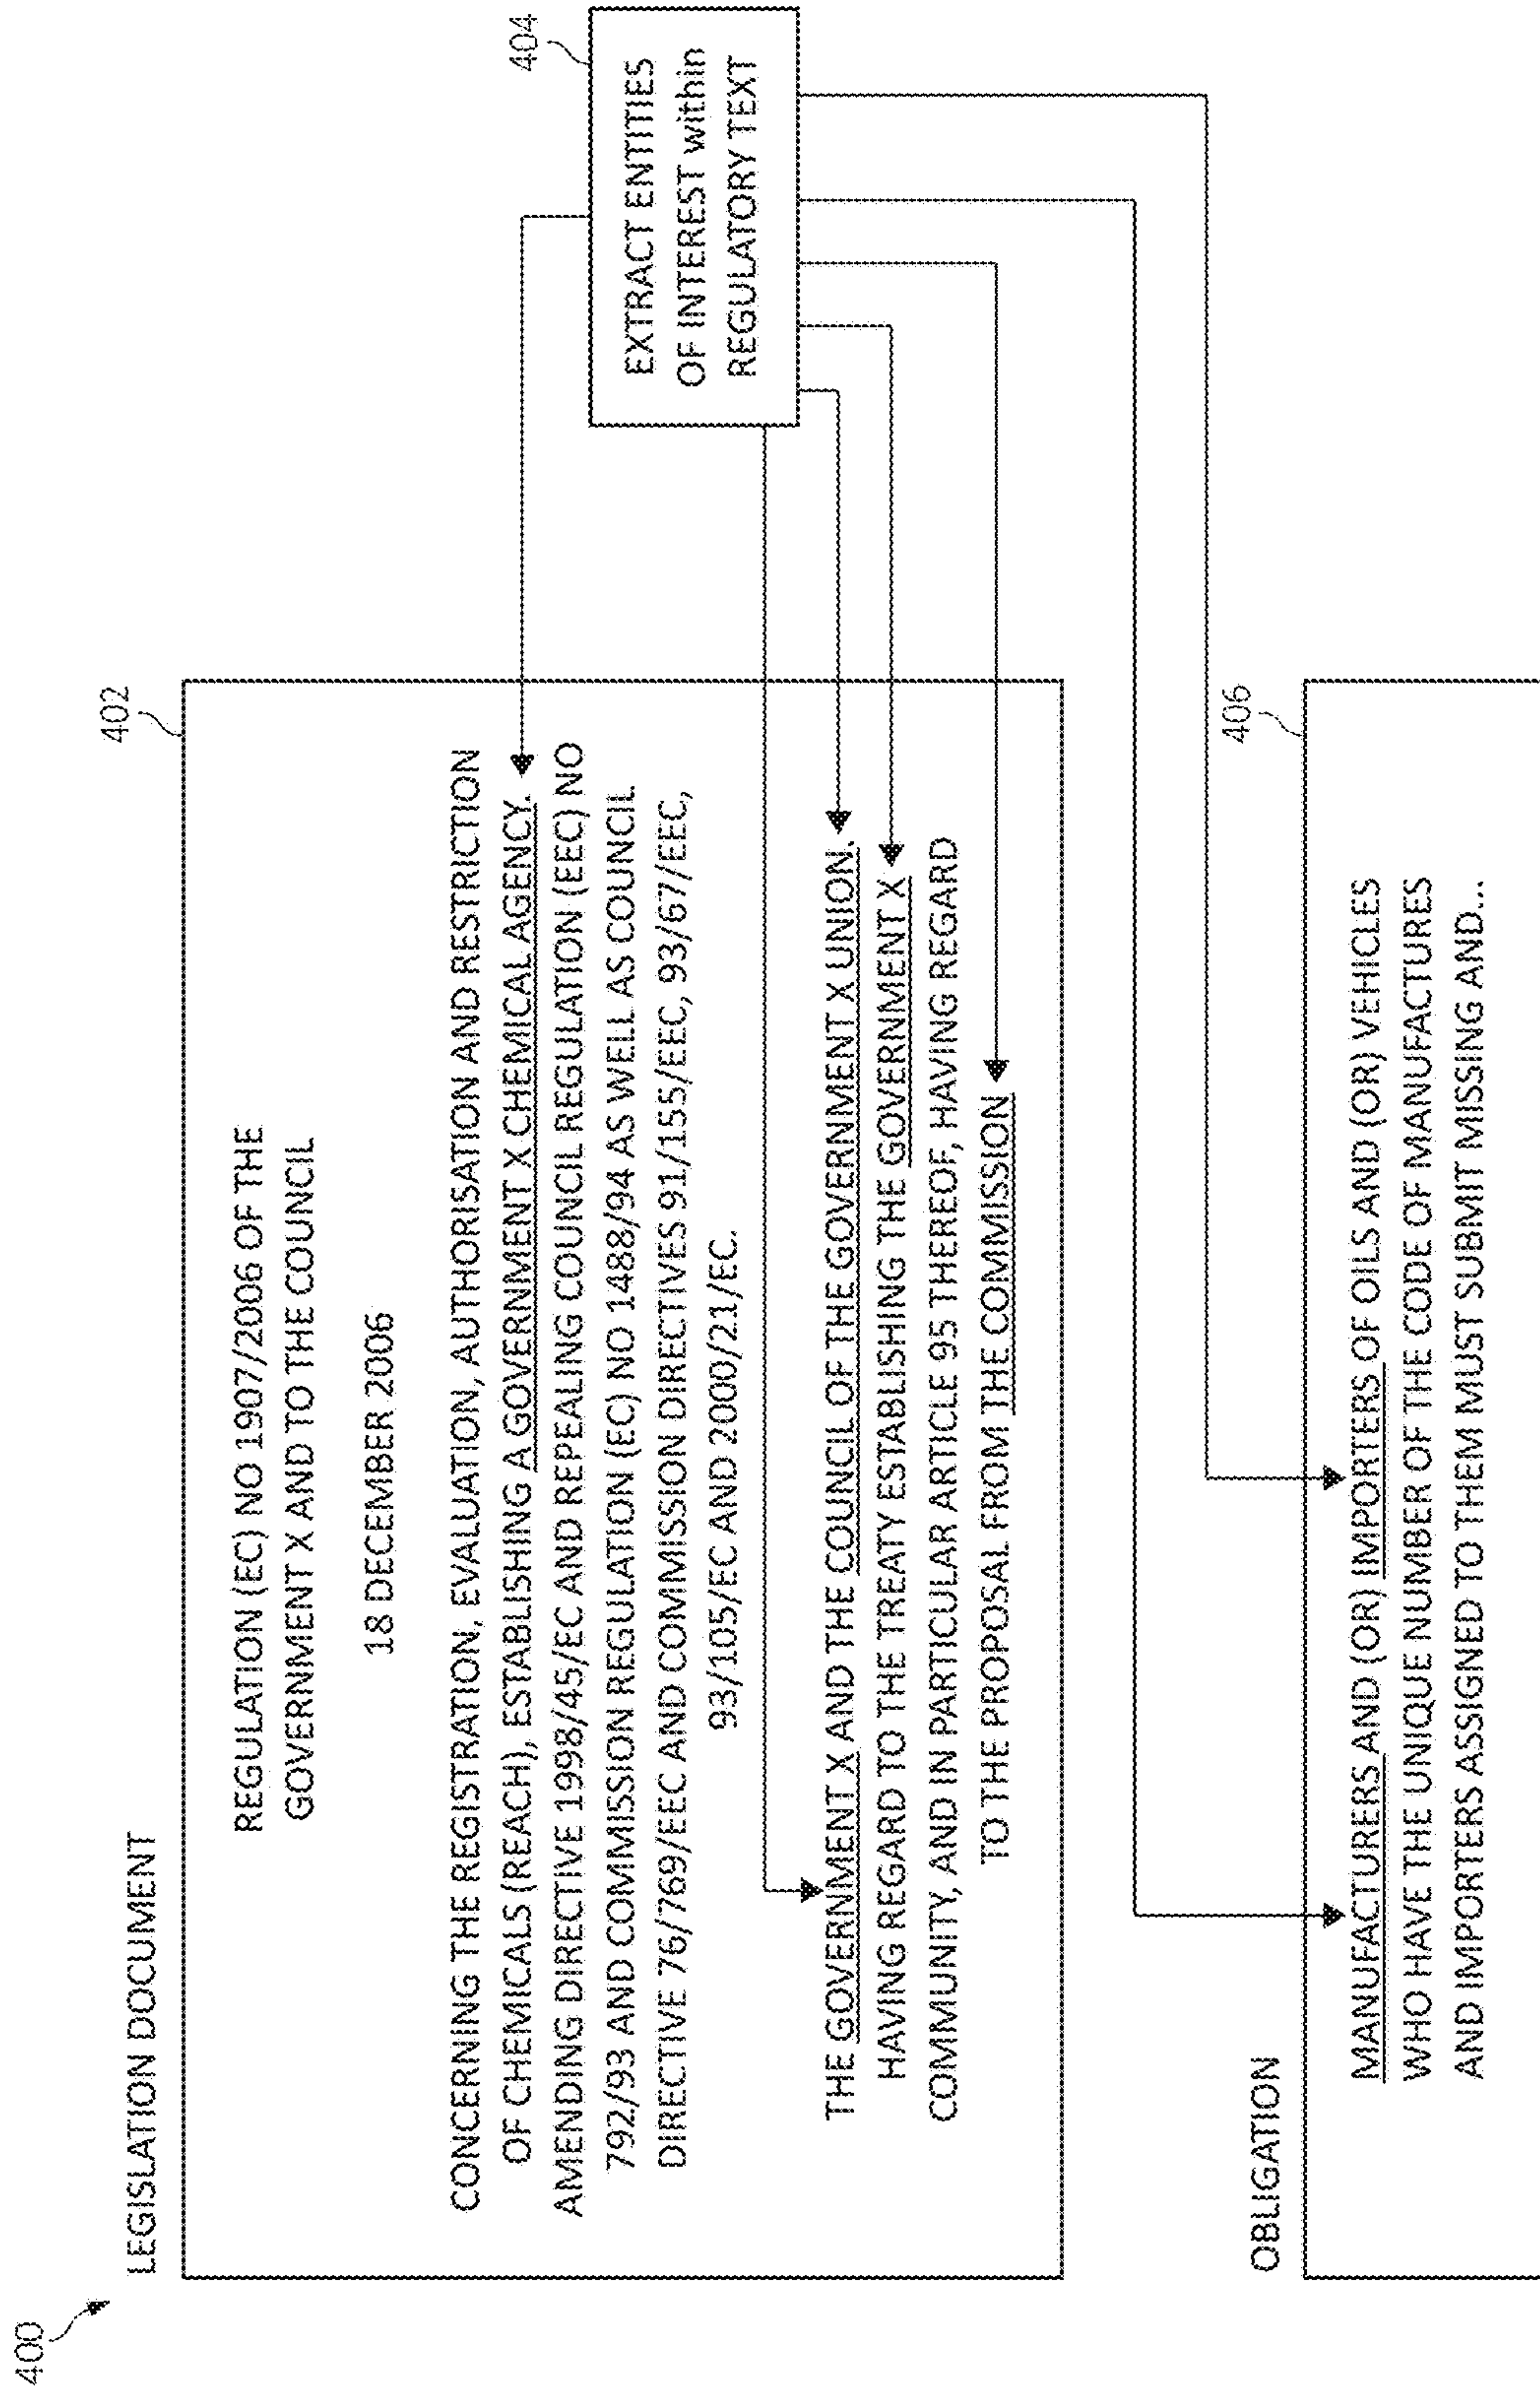 400
LEGISLATION DOCUMENT
402
REGULATION (EC) NO 1907/2006 OF THE
GOVERNMENT X AND TO THE COUNCIL
18 DECEMBER 2006
CONCERNING THE REGISTRATION, EVALUATION, AUTHORISATION AND RESTRICTION
OF CHEMICALS (REACH), ESTABLISHING A GOVERNMENT X CHEMICAL AGENCY.
AMENDING DIRECTIVE 1998/45/EC AND REPEALING COUNCIL REGULATION (EEC) NO
792/93 AND COMMISSION REGULATION (EC) NO 1488/94 AS WELL AS COUNCIL
DIRECTIVE 76/769/EEC AND COMMISSION DIRECTIVES 91/155/EEC, 93/67/EEC,
93/105/EC AND 2000/21/EC.
THE GOVERNMENT X AND THE COUNCIL OF THE GOVERNMENT X UNION.
HAVING REGARD TO THE TREATY ESTABLISHING THE GOVERNMENT X
COMMUNITY, AND IN PARTICULAR ARTICLE 95 THEREOF, HAVING REGARD
TO THE PROPOSAL FROM THE COMMISSION
404
EXTRACT ENTITIES
OF INTEREST within
REGULATORY TEXT
OBLIGATION
406
MANUFACTURERS AND (OR) IMPORTERS OF OILS AND (OR) VEHICLES
WHO HAVE THE UNIQUE NUMBER OF THE CODE OF MANUFACTURES
AND IMPORTERS ASSIGNED TO THEM MUST SUBMIT MISSING AND...